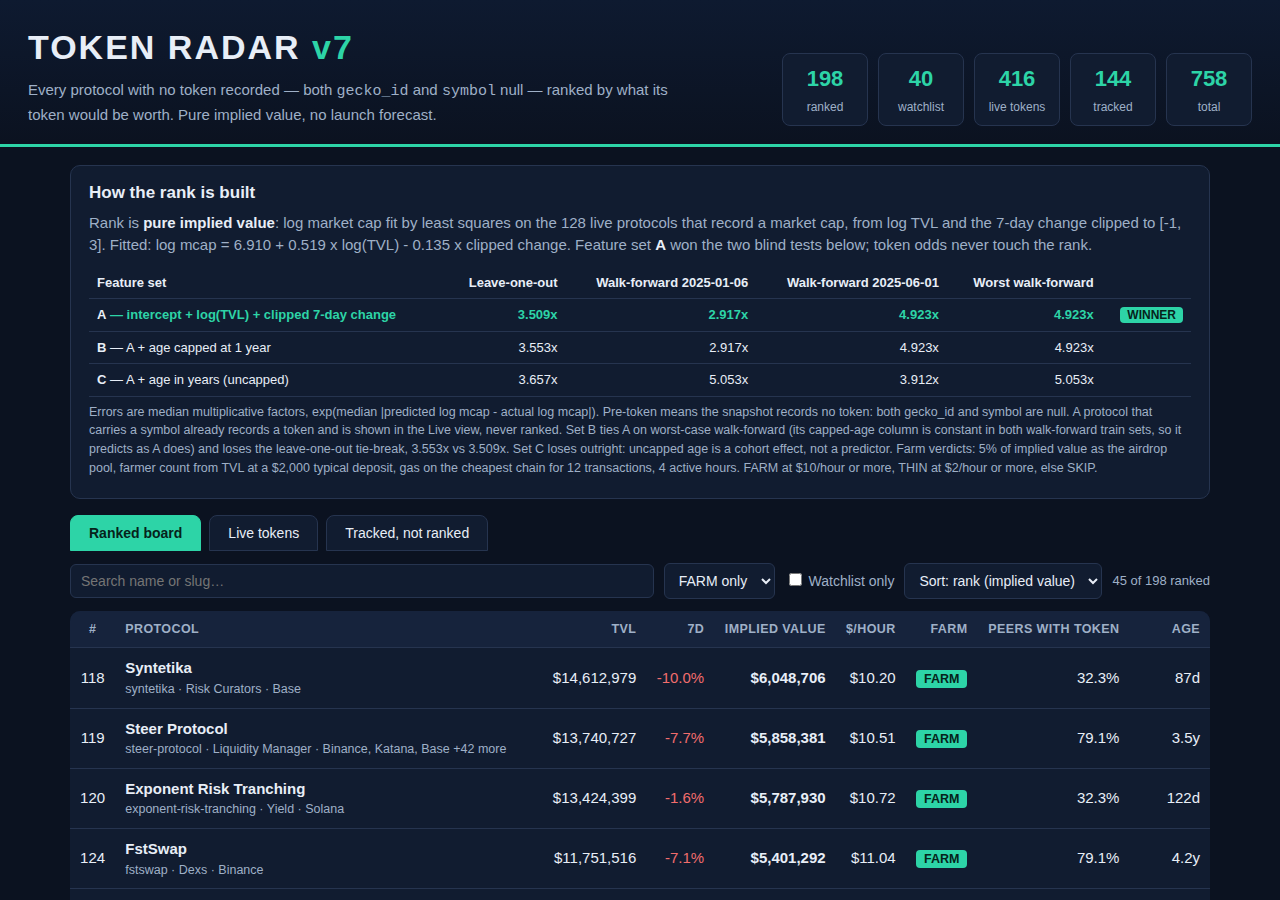 TOKEN RADAR v7
Every protocol with no token recorded — both gecko_id and symbol null — ranked by what its
token would be worth. Pure implied value, no launch forecast.
198 40 416 144 758
ranked watchlist live tokens tracked total
How the rank is built
Rank is pure implied value: log market cap fit by least squares on the 128 live protocols that record a market cap, from log TVL and the 7-day change clipped to [-1,
3]. Fitted: log mcap = 6.910 + 0.519 x log(TVL) - 0.135 x clipped change. Feature set A won the two blind tests below; token odds never touch the rank.
Feature set Leave-one-out Walk-forward 2025-01-06 Walk-forward 2025-06-01 Worst walk-forward
A — intercept + log(TVL) + clipped 7-day change 3.509x 2.917x 4.923x 4.923x WINNER
B — A + age capped at 1 year 3.553x 2.917x 4.923x 4.923x
C — A + age in years (uncapped) 3.657x 5.053x 3.912x 5.053x
Errors are median multiplicative factors, exp(median |predicted log mcap - actual log mcap|). Pre-token means the snapshot records no token: both gecko_id and symbol are null. A protocol that
carries a symbol already records a token and is shown in the Live view, never ranked. Set B ties A on worst-case walk-forward (its capped-age column is constant in both walk-forward train sets, so it
predicts as A does) and loses the leave-one-out tie-break, 3.553x vs 3.509x. Set C loses outright: uncapped age is a cohort effect, not a predictor. Farm verdicts: 5% of implied value as the airdrop
pool, farmer count from TVL at a $2,000 typical deposit, gas on the cheapest chain for 12 transactions, 4 active hours. FARM at $10/hour or more, THIN at $2/hour or more, else SKIP.
Ranked board Live tokens Tracked, not ranked
Search name or slug… FARM only Watchlist only Sort: rank (implied value) 45 of 198 ranked
# PROTOCOL TVL 7D IMPLIED VALUE $/HOUR FARM PEERS WITH TOKEN AGE
118 Syntetika $14,612,979 -10.0% $6,048,706 $10.20 FARM 32.3% 87d
syntetika · Risk Curators · Base
119 Steer Protocol $13,740,727 -7.7% $5,858,381 $10.51 FARM 79.1% 3.5y
steer-protocol · Liquidity Manager · Binance, Katana, Base +42 more
120 Exponent Risk Tranching $13,424,399 -1.6% $5,787,930 $10.72 FARM 32.3% 122d
exponent-risk-tranching · Yield · Solana
124 FstSwap $11,751,516 -7.1% $5,401,292 $11.04 FARM 79.1% 4.2y
fstswap · Dexs · Binance